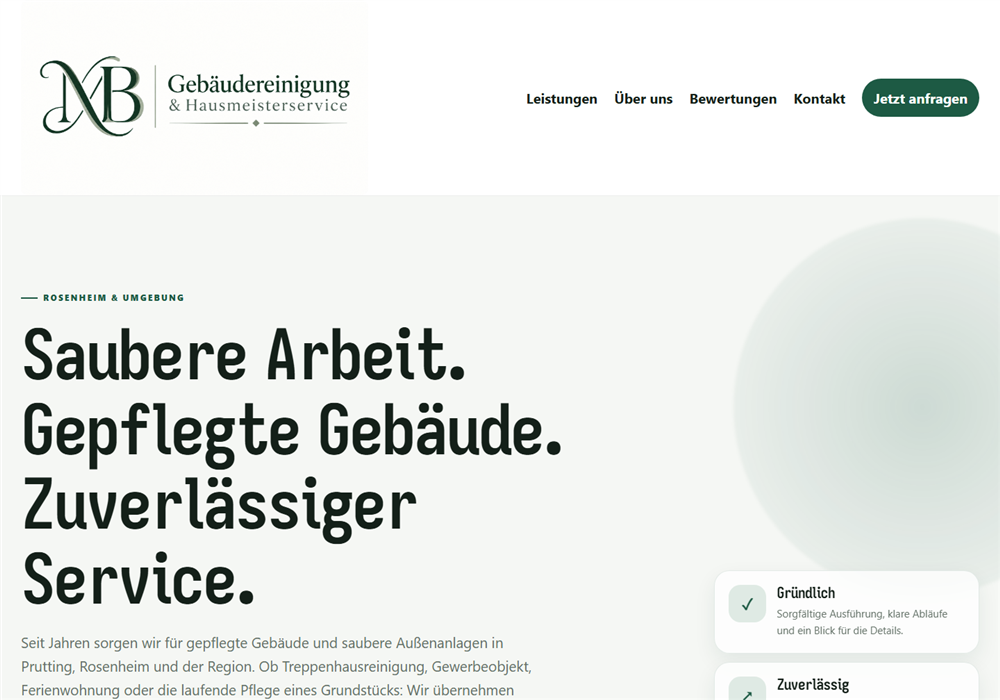 NB
Gebäudereinigung
& Hausmeisterservice
Leistungen
Über uns
Bewertungen
Kontakt
Jetzt anfragen
ROSENHEIM & UMGEBUNG
Saubere Arbeit.
Gepflegte Gebäude.
Zuverlässiger
Service.
Seit Jahren sorgen wir für gepflegte Gebäude und saubere Außenanlagen in
Prutting, Rosenheim und der Region. Ob Treppenhausreinigung, Gewerbeobjekt,
Ferienwohnung oder die laufende Pflege eines Grundstücks: Wir übernehmen
Gründlich
Sorgfältige Ausführung, klare Abläufe
und ein Blick für die Details.
Zuverlässig